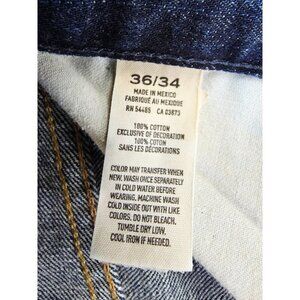 36/34
MADE IN MEXICO
FABRIQUÉ AU MEXIQUE
RN 54485 CA 03673
100% COTTON
EXCLUSIVE OF DECORATION
100% COTTON
SANS LES DÉCORATIONS
COLOR MAY TRANSFER WHEN
NEW. WASH ONCE SEPARATELY
IN COLD WATER BEFORE
WEARING. MACHINE WASH
COLD INSIDE OUT WITH LIKE
COLORS. DO NOT BLEACH.
TUMBLE DRY LOW.
COOL IRON IF NEEDED.